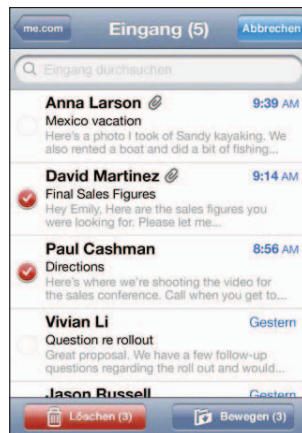 me.com
Eingang (5)
Abbrechen
Eingang durchsuchen
Anna Larson
9:39 AM
Mexico vacation
Here's a photo I took of Sandy kayaking. We
also rented a boat and did a bit of fishing...
David Martinez
9:14 AM
Final Sales Figures
Hey Emily, Here are the sales figures you
were looking for. Please let me...
Paul Cashman
8:56 AM
Directions
Here's where we're shooting the video for
the sales conference. Call when you get to...
Vivian Li
Gestern
Question re rollout
Great proposal. We have a few follow-up
questions regarding the roll out and would...
Jason Russell
Gestern
Löschen (3)
Bewegen (3)